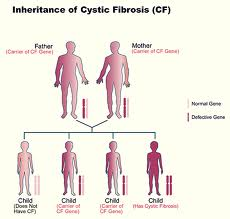 Inheritance of Cystic Fibrosis (CF)
Father
(Carrier of CF Gene)
Mother
(Carrier of CF Gene)
Normal Gene
Defective Gene
Child
(Does Not
Have CF)
Child
(Carrier of
CF Gene)
Child
(Carrier of
CF Gene)
Child
(Has Cystic Fibrosis)